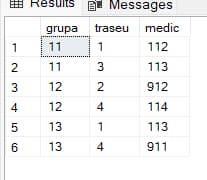 Results Messages
grupa traseu medic
1 11 1 112
2 11 3 113
3 12 2 912
4 12 4 114
5 13 1 113
6 13 4 911